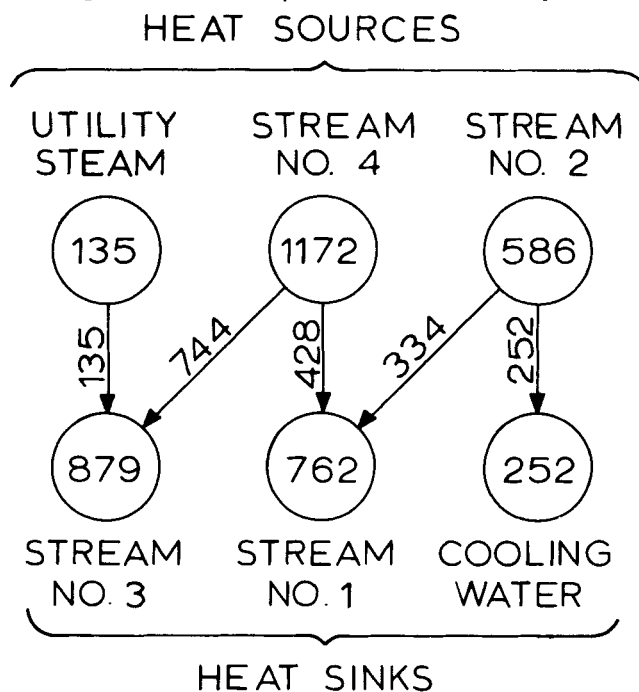 HEAT SOURCES
UTILITY STEAM
STREAM NO. 4
STREAM NO. 2
135
1172
586
135
744
428
334
252
879
762
252
STREAM NO. 3
STREAM NO. 1
COOLING WATER
HEAT SINKS